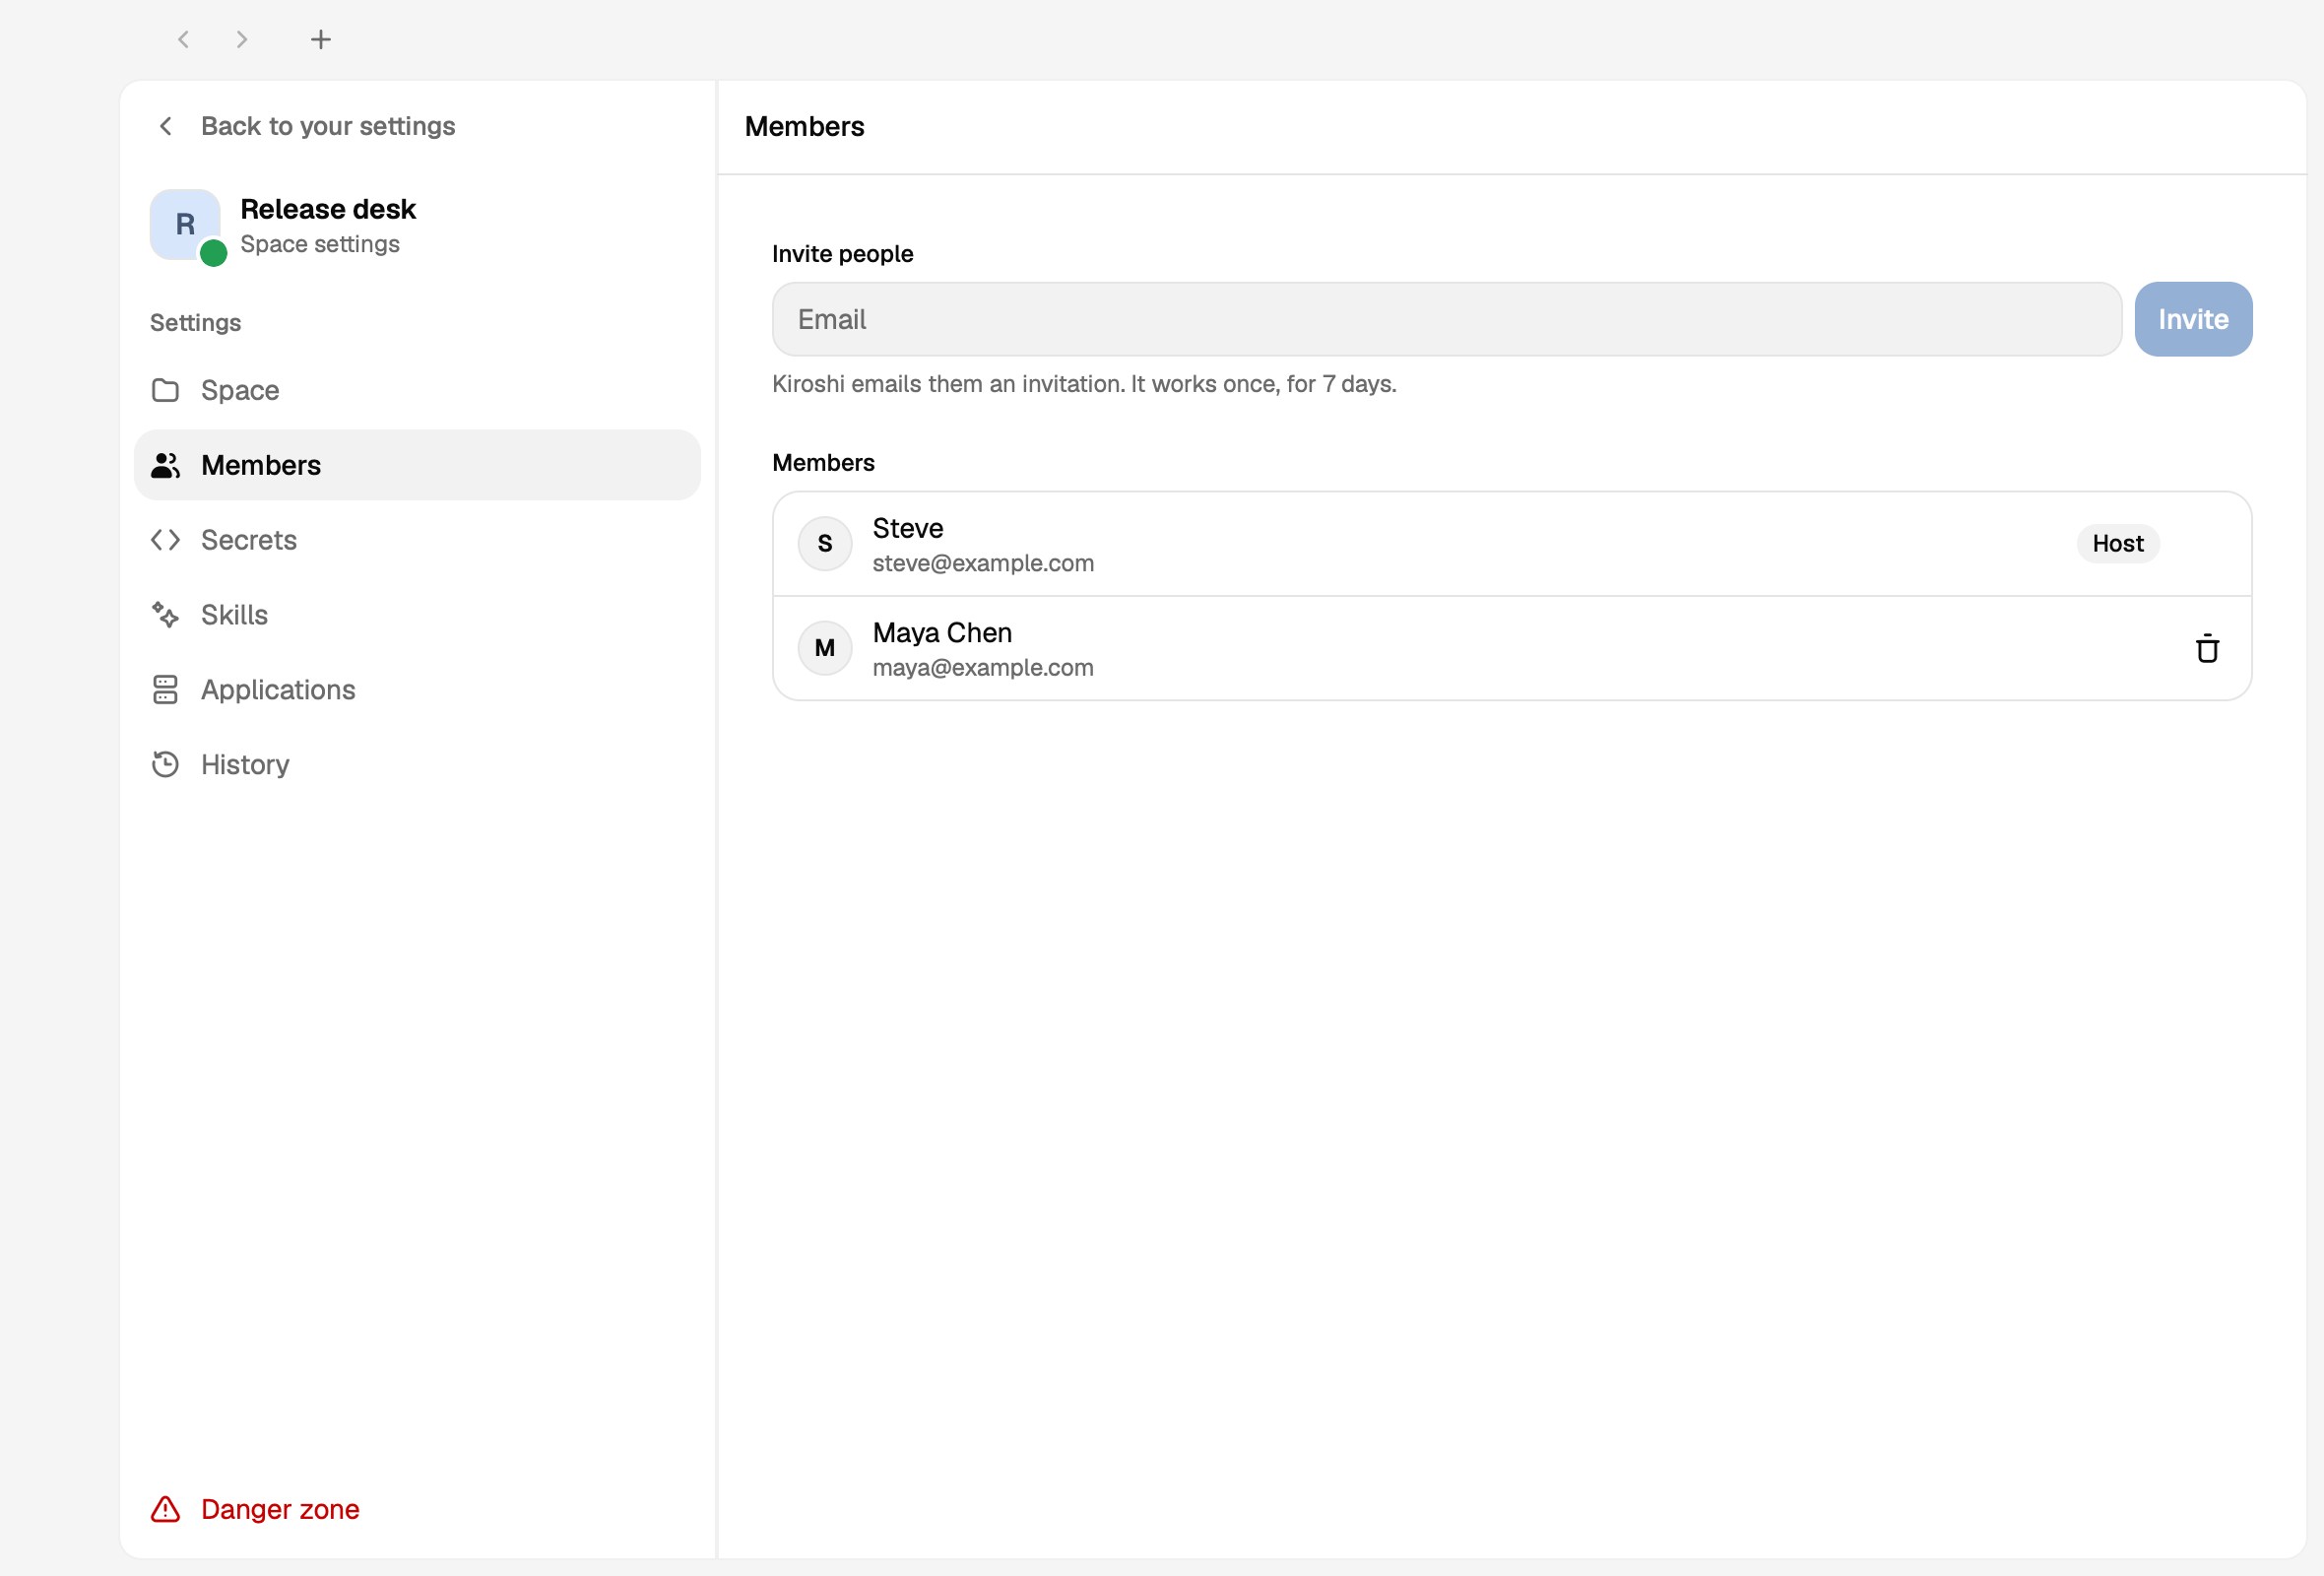 Back to your settings
R
Release desk
Space settings
Settings
Space
Members
Secrets
Skills
Applications
History
Danger zone
Members
Invite people
Email
Invite
Kiroshi emails them an invitation. It works once, for 7 days.
Members
S
Steve
steve@example.com
Host
M
Maya Chen
maya@example.com